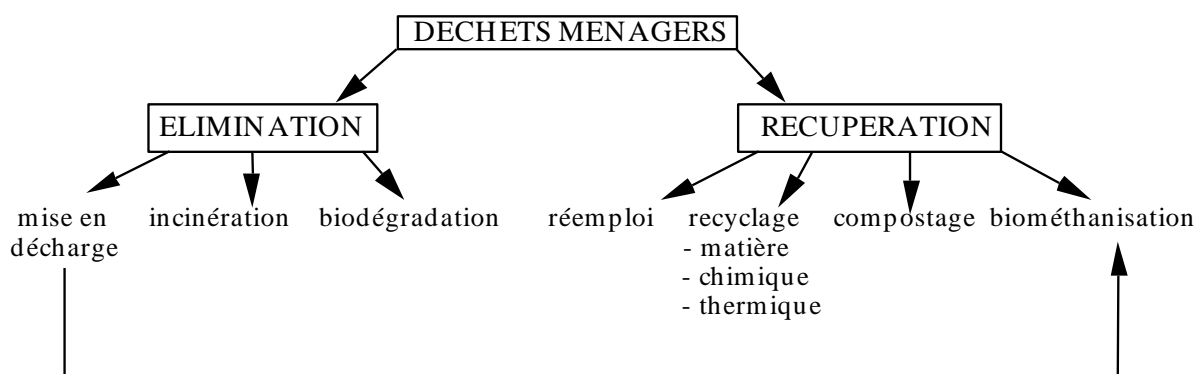 DECHETS MENAGERS
ELIMINATION
RECUPERATION
mise en
décharge
incinération
biodégradation
réemploi
recyclage
- matière
- chimique
- thermique
compostage
biométhanisation